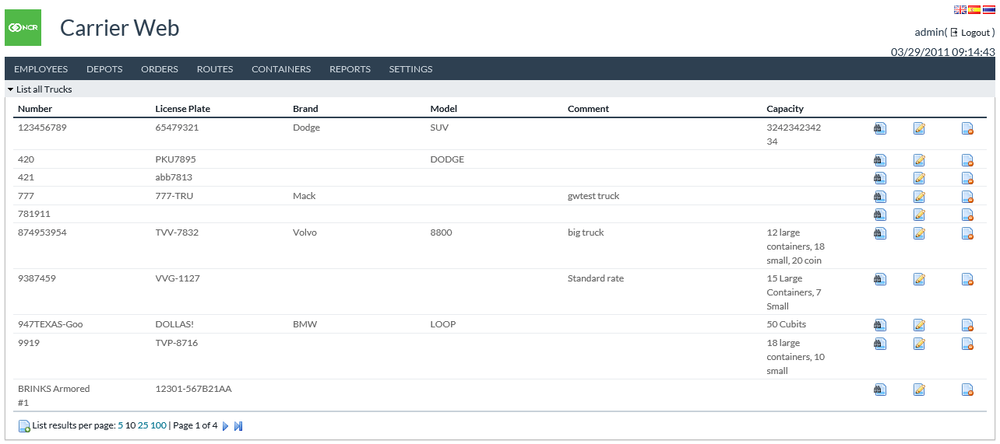 NCR
Carrier Web
admin( Logout )
03/29/2011 09:14:43
EMPLOYEES DEPOTS ORDERS ROUTES CONTAINERS REPORTS SETTINGS
List all Trucks
Number License Plate Brand Model Comment Capacity
123456789 65479321 Dodge SUV 3242342342
34
420 PKU7895 DODGE
421 abb7813
777 777-TRU Mack gwtest truck
781911
874953954 TVV-7832 Volvo 8800 big truck 12 large
containers, 18
small, 20 coin
9387459 VVG-1127 Standard rate 15 Large
Containers, 7
Small
947TEXAS-Goo DOLLAS! BMW LOOP 50 Cubits
9919 TVP-8716 18 large
containers, 10
small
BRINKS Armored 12301-567B21AA
#1
List results per page: 5 10 25 100 | Page 1 of 4